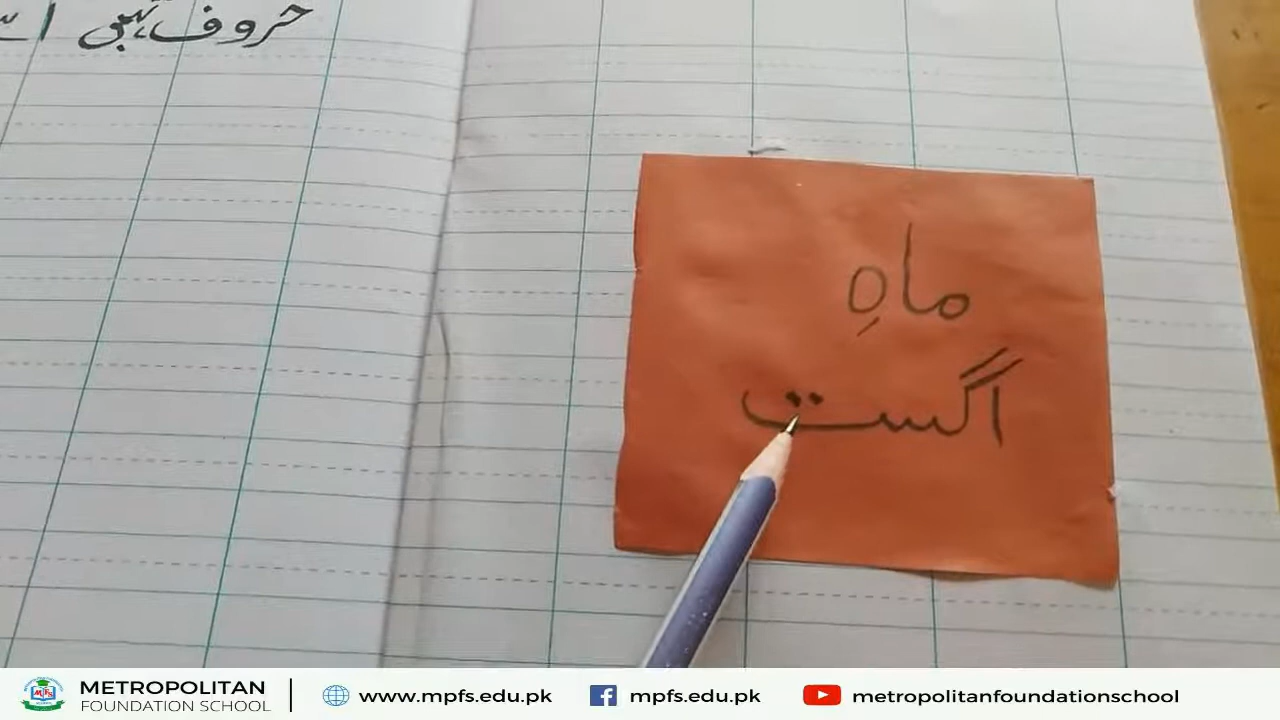 حروف تہجی ا
ماہِ
اگست
METROPOLITAN
FOUNDATION SCHOOL
www.mpfs.edu.pk
mpfs.edu.pk
metropolitanfoundationschool